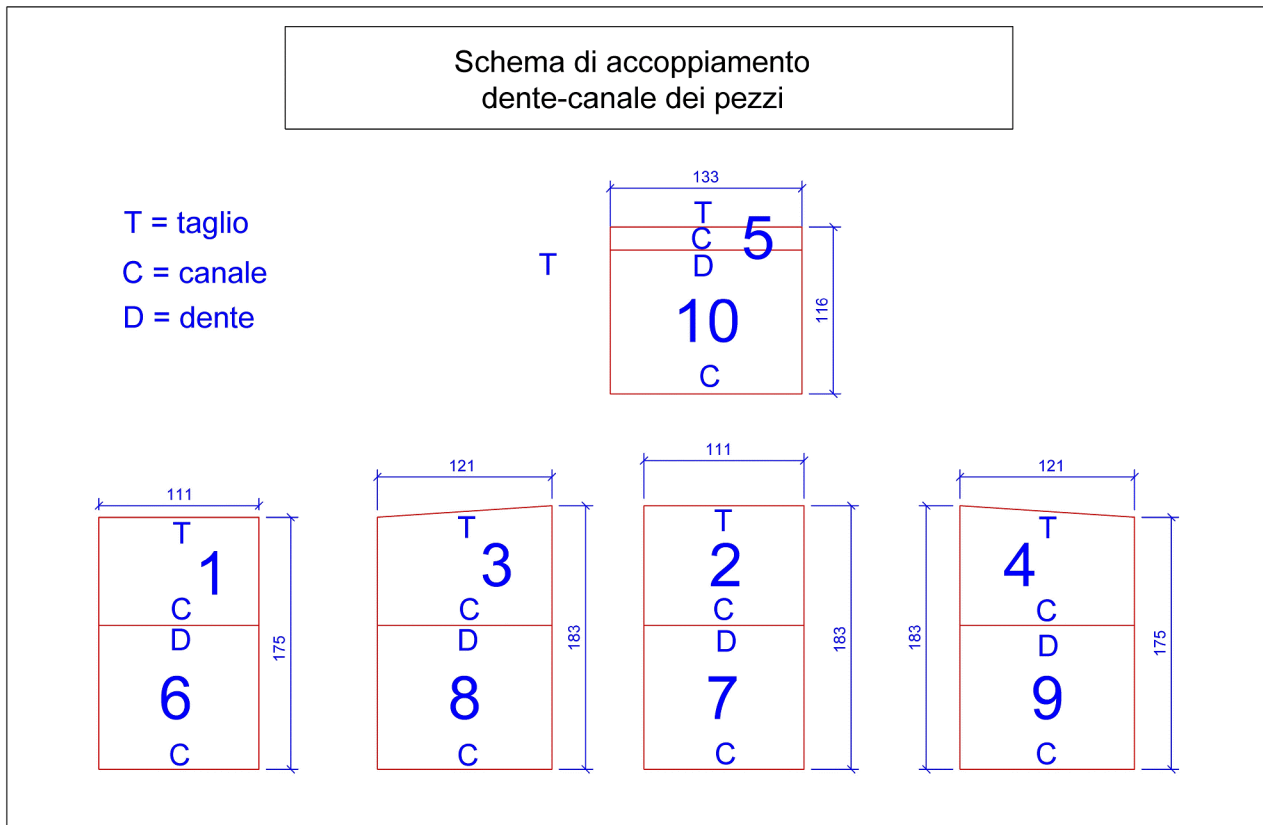 Schema di accoppiamento
dente-canale dei pezzi
T = taglio
C = canale
D = dente
T
133
T
C
5
D
10
116
C
111
T
1
C
D
6
C
175
121
T
3
C
D
8
C
183
111
T
2
C
D
7
C
183
121
183
T
4
C
D
9
C
175